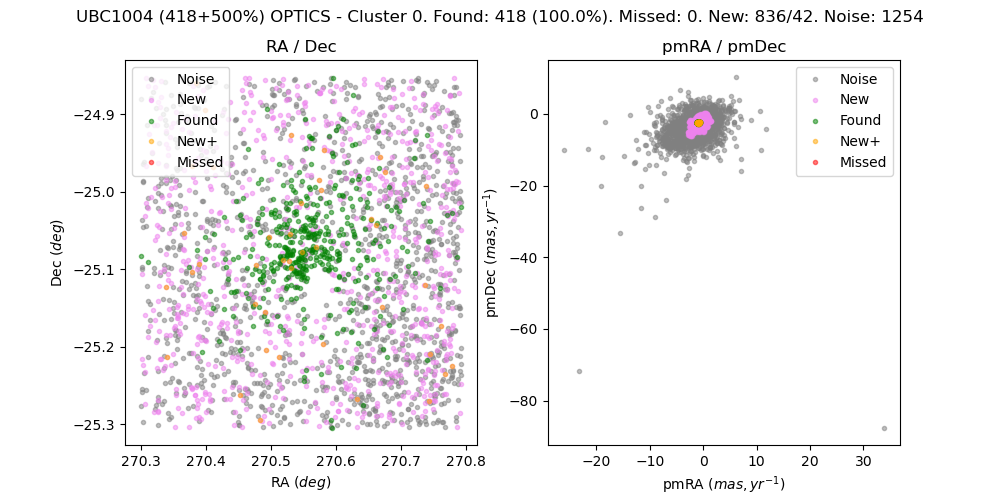 UBC1004 (418+500%) OPTICS - Cluster 0. Found: 418 (100.0%). Missed: 0. New: 836/42. Noise: 1254
RA / Dec
Noise
New
Found
New+
Missed
−24.9
−25.0
−25.1
−25.2
−25.3
Dec (deg)
270.3 270.4 270.5 270.6 270.7 270.8
RA (deg)
pmRA / pmDec
Noise
New
Found
New+
Missed
0
−20
−40
−60
−80
pmDec (mas, yr⁻¹)
−20 −10 0 10 20 30
pmRA (mas, yr⁻¹)